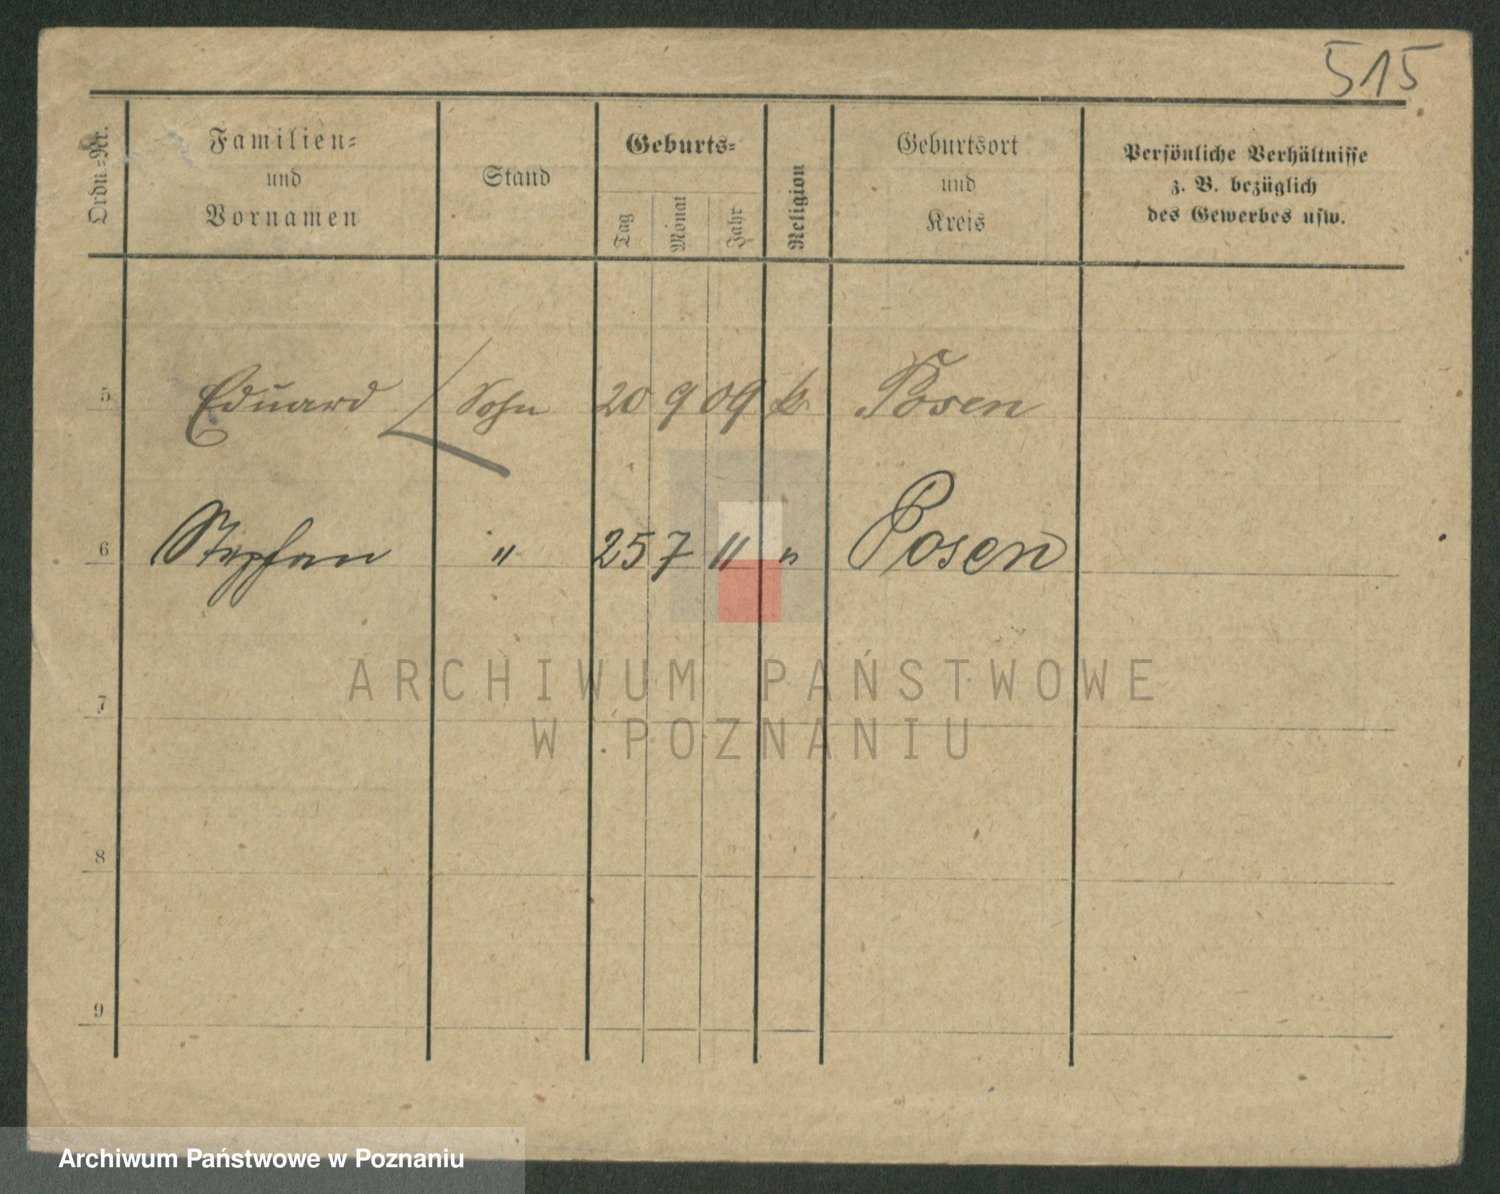 515
Ordn.-Nr.
Familien-
und
Vornamen
Stand
Geburts-
Tag
Monat
Jahr
Religion
Geburtsort
und
Kreis
Persönliche Verhältnisse
z. B. bezüglich
des Gewerbes usw.
5 Eduard Sohn 20 9 09 k. Posen
6 Stephan " 25 7 11 " Posen
ARCHIWUM PAŃSTWOWE
W POZNANIU
7
8
9
Archiwum Państwowe w Poznaniu